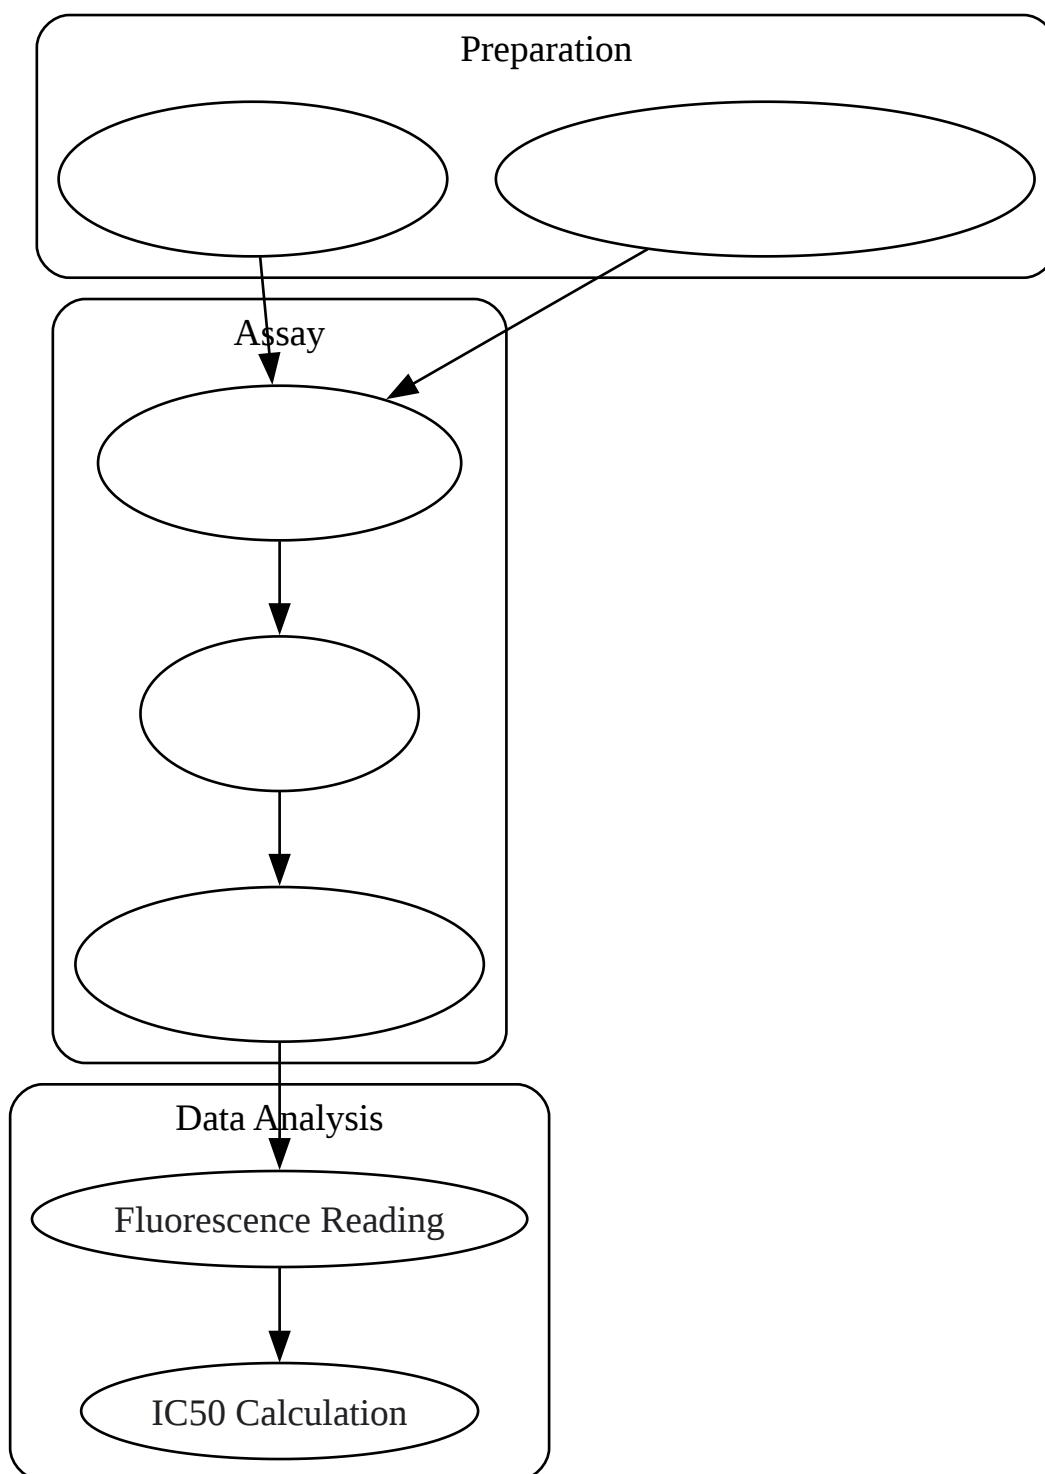 Preparation
Assay
Data Analysis
Fluorescence Reading
IC50 Calculation